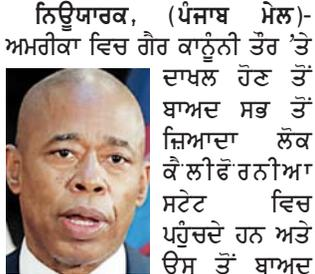 ਨਿਊਯਾਰਕ, (ਪੰਜਾਬ ਮੇਲ)-
ਅਮਰੀਕਾ ਵਿਚ ਗੈਰ ਕਾਨੂੰਨੀ ਤੌਰ 'ਤੇ
ਦਾਖਲ ਹੋਣ ਤੋਂ
ਬਾਅਦ ਸਭ ਤੋਂ
ਜ਼ਿਆਦਾ ਲੋਕ
ਕੈਲੀਫੋਰਨੀਆ
ਸਟੇਟ ਵਿਚ
ਪਹੁੰਚਦੇ ਹਨ ਅਤੇ
ਉਸ ਤੋਂ ਬਾਅਦ